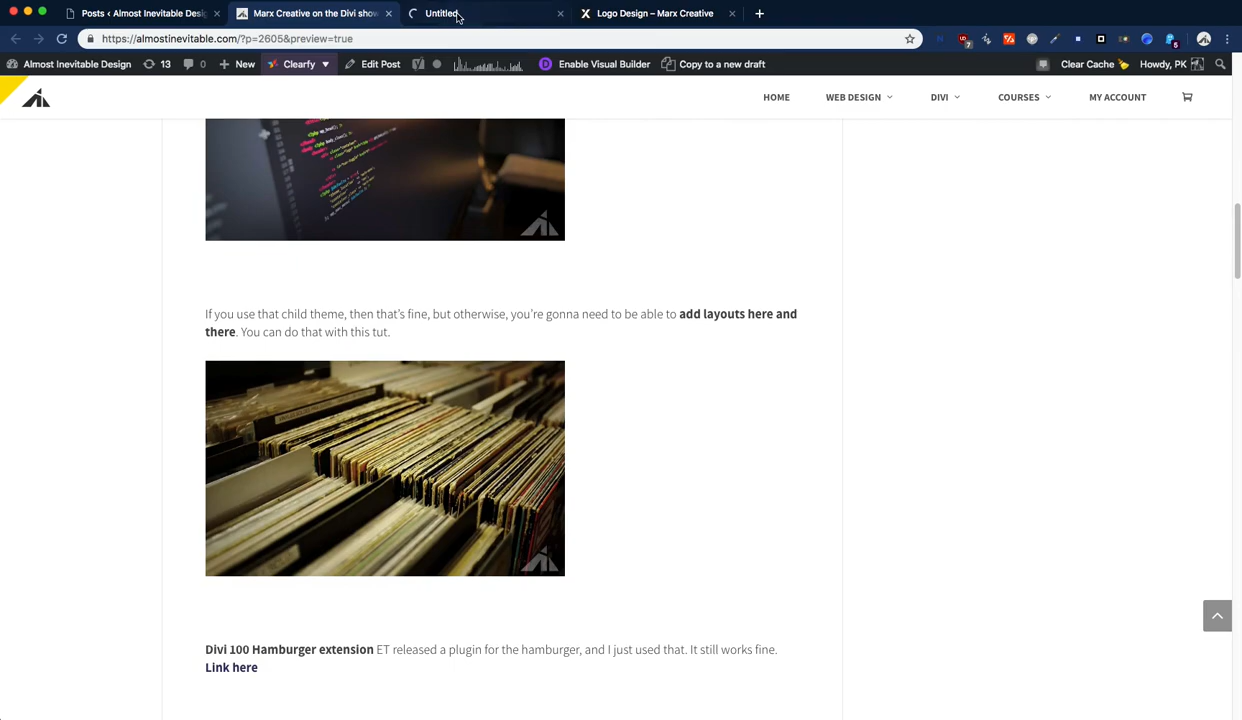 Posts ‹ Almost Inevitable Desig
Marx Creative on the Divi show
Untitled
Logo Design – Marx Creative
https://almostinevitable.com/?p=2605&preview=true
7
5
Almost Inevitable Design
13
0
New
Clearfy
Edit Post
Enable Visual Builder
Copy to a new draft
Clear Cache
Howdy, PK
HOME
WEB DESIGN
DIVI
COURSES
MY ACCOUNT
If you use that child theme, then that's fine, but otherwise, you're gonna need to be able to add layouts here and
there. You can do that with this tut.
Divi 100 Hamburger extension ET released a plugin for the hamburger, and I just used that. It still works fine.
Link here